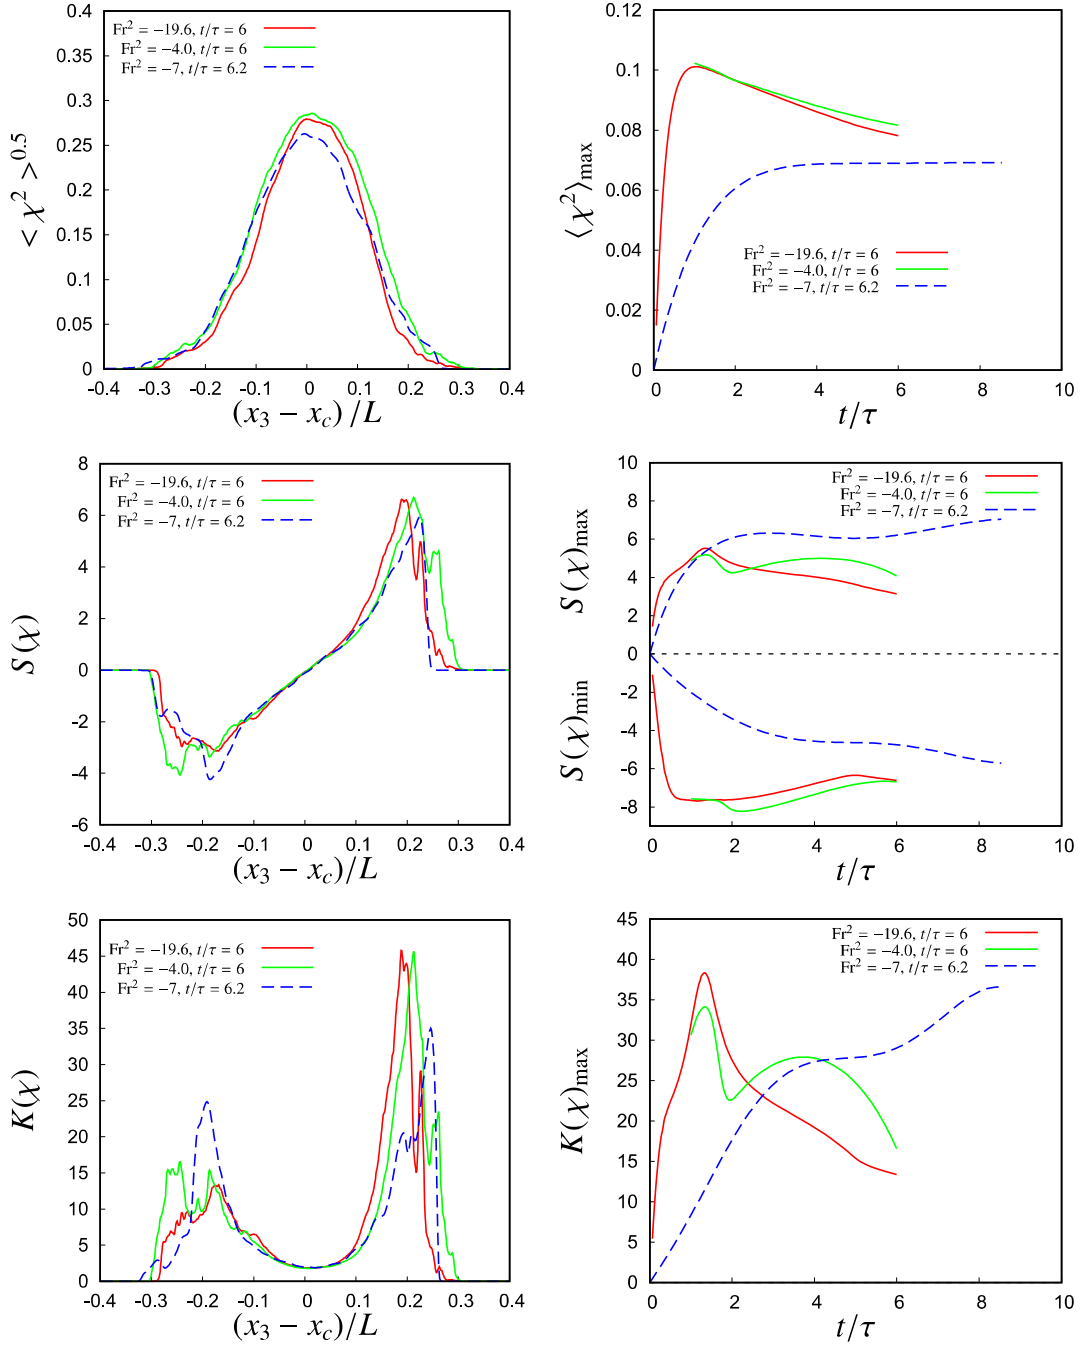 0.4
0.35
0.3
0.25
0.2
0.15
0.1
0.05
0
< χ² >^0.5
Fr² = −19.6, t/τ = 6
Fr² = −4.0, t/τ = 6
Fr² = −7, t/τ = 6.2
-0.4 -0.3 -0.2 -0.1 0 0.1 0.2 0.3 0.4
(x₃ − x_c)/L
0.12
0.1
0.08
0.06
0.04
0.02
0
⟨χ²⟩max
Fr² = −19.6, t/τ = 6
Fr² = −4.0, t/τ = 6
Fr² = −7, t/τ = 6.2
0 2 4 6 8 10
t/τ
8
6
4
2
0
-2
-4
-6
S(χ)
Fr² = −19.6, t/τ = 6
Fr² = −4.0, t/τ = 6
Fr² = −7, t/τ = 6.2
-0.4 -0.3 -0.2 -0.1 0 0.1 0.2 0.3 0.4
(x₃ − x_c)/L
10
8
6
4
2
0
-2
-4
-6
-8
S(χ)min S(χ)max
Fr² = −19.6, t/τ = 6
Fr² = −4.0, t/τ = 6
Fr² = −7, t/τ = 6.2
0 2 4 6 8 10
t/τ
50
45
40
35
30
25
20
15
10
5
0
K(χ)
Fr² = −19.6, t/τ = 6
Fr² = −4.0, t/τ = 6
Fr² = −7, t/τ = 6.2
-0.4 -0.3 -0.2 -0.1 0 0.1 0.2 0.3 0.4
(x₃ − x_c)/L
45
40
35
30
25
20
15
10
5
0
K(χ)max
Fr² = −19.6, t/τ = 6
Fr² = −4.0, t/τ = 6
Fr² = −7, t/τ = 6.2
0 2 4 6 8 10
t/τ